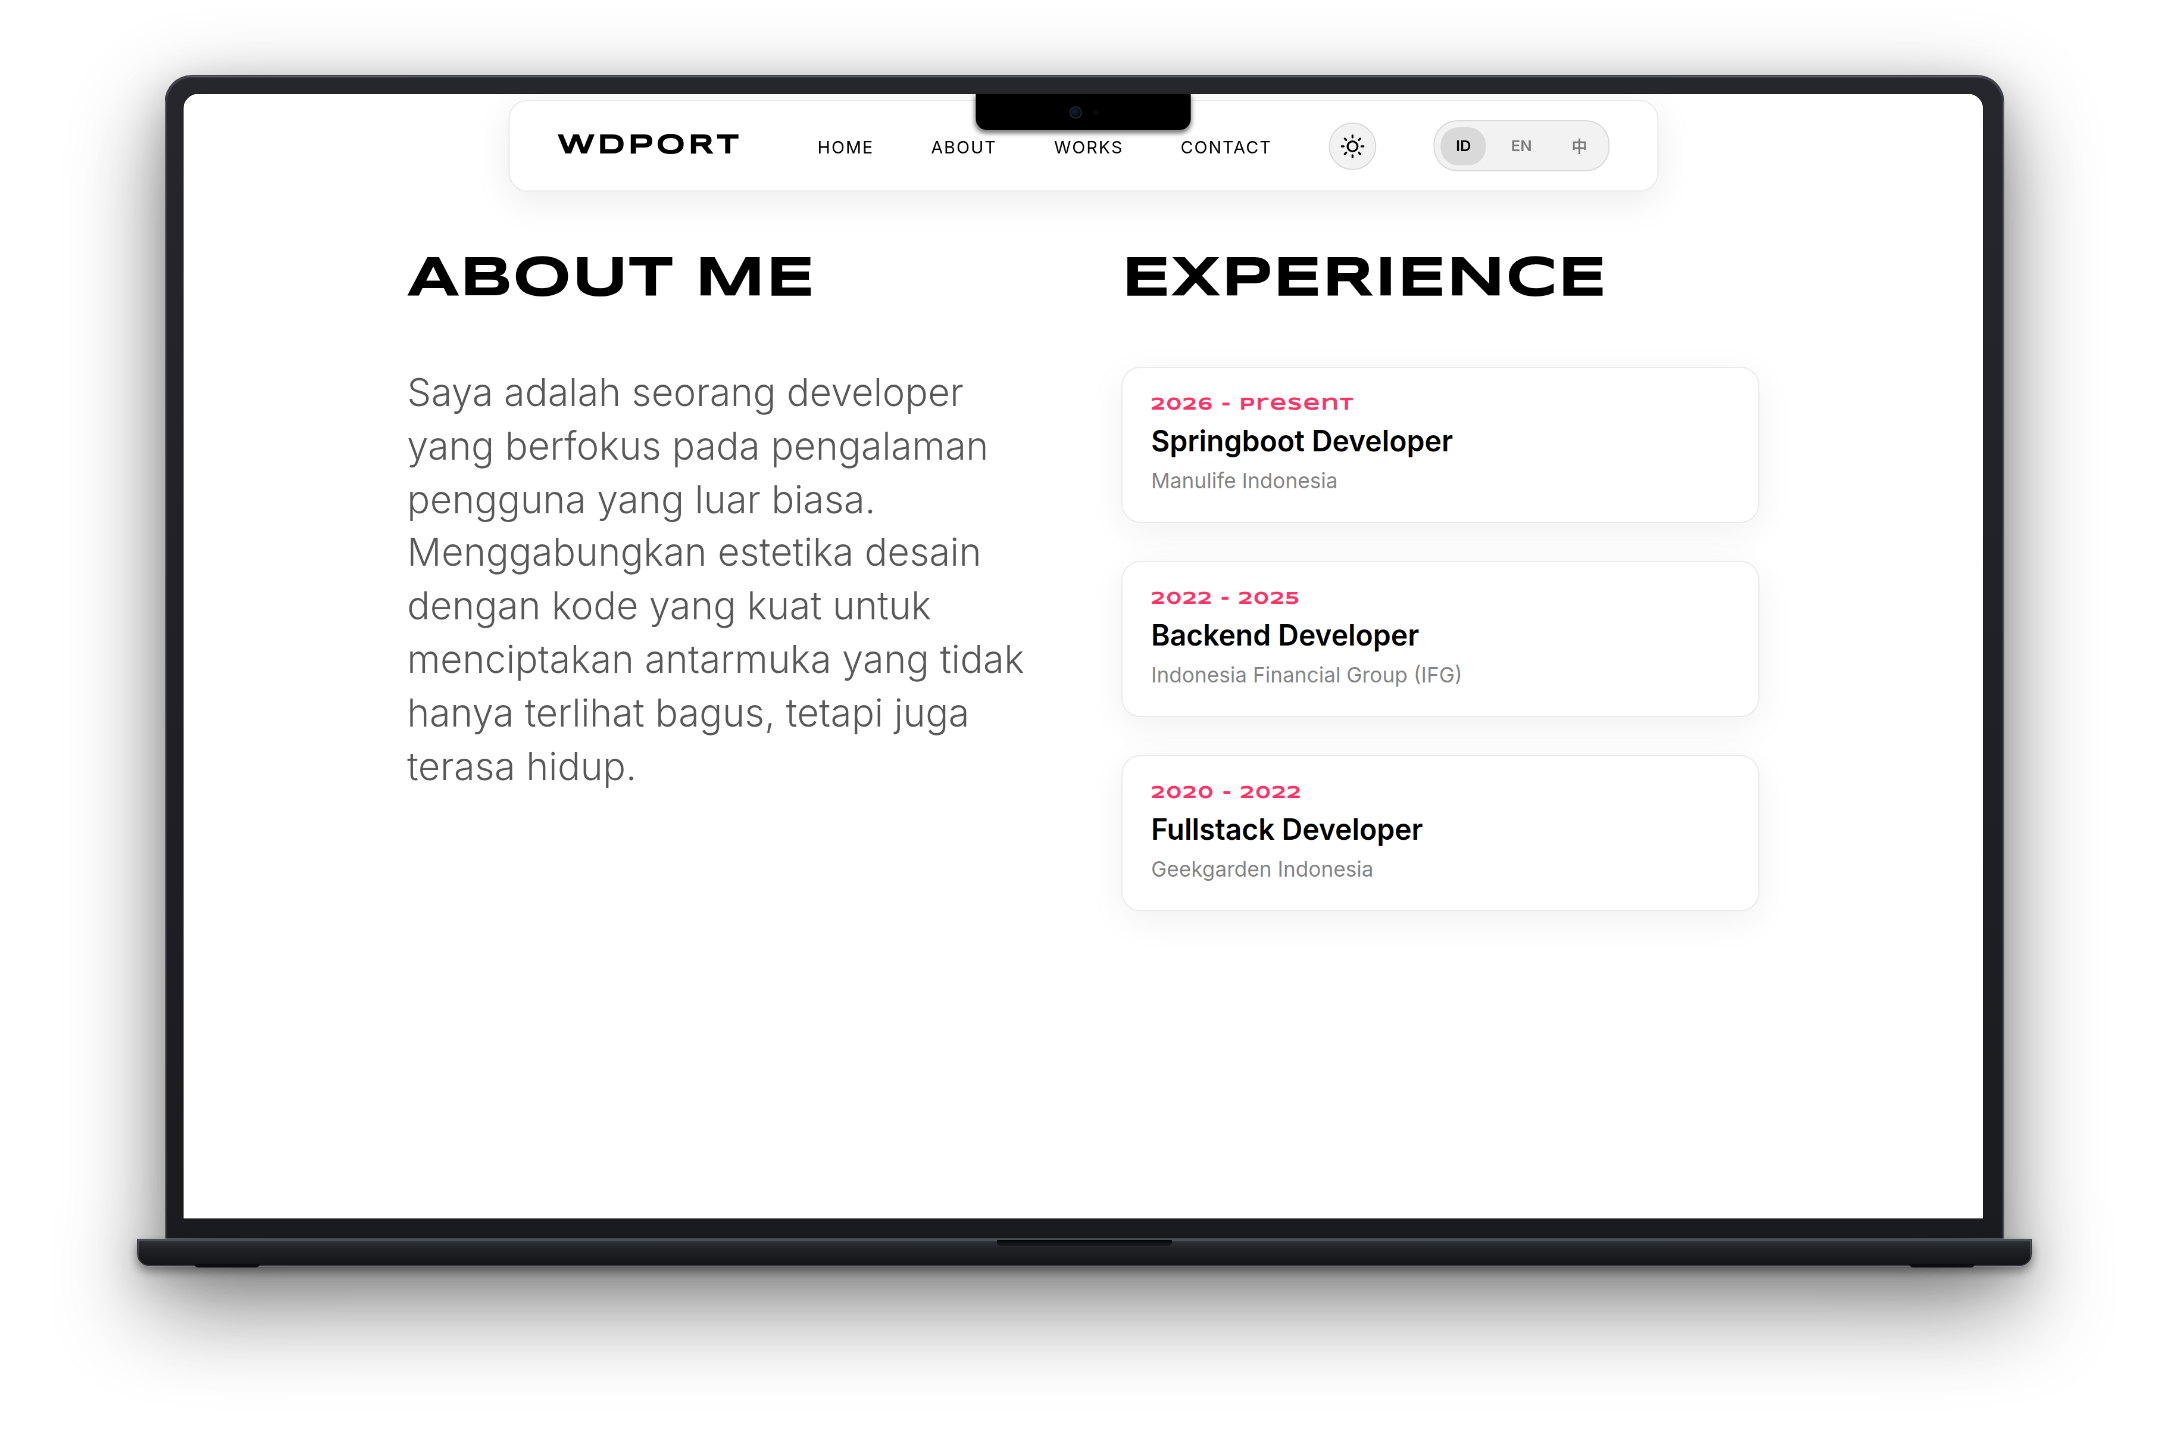 WDPORT
HOME
ABOUT
WORKS
CONTACT
ID
EN
中
ABOUT ME
Saya adalah seorang developer
yang berfokus pada pengalaman
pengguna yang luar biasa.
Menggabungkan estetika desain
dengan kode yang kuat untuk
menciptakan antarmuka yang tidak
hanya terlihat bagus, tetapi juga
terasa hidup.
EXPERIENCE
2026 - Present
Springboot Developer
Manulife Indonesia
2022 - 2025
Backend Developer
Indonesia Financial Group (IFG)
2020 - 2022
Fullstack Developer
Geekgarden Indonesia